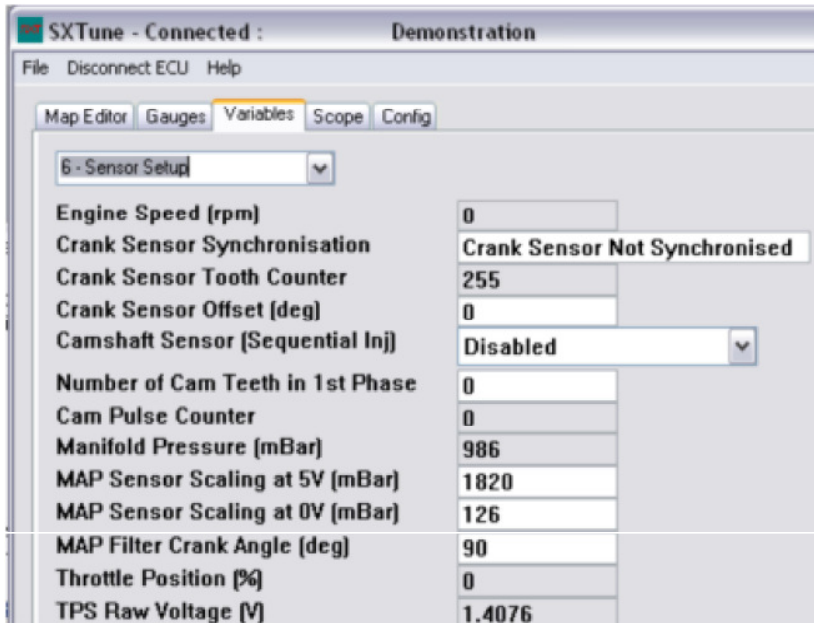 SXTune - Connected : Demonstration
File Disconnect ECU Help
Map Editor Gauges Variables Scope Config
6 - Sensor Setup
Engine Speed (rpm) 0
Crank Sensor Synchronisation Crank Sensor Not Synchronised
Crank Sensor Tooth Counter 255
Crank Sensor Offset (deg) 0
Camshaft Sensor (Sequential Inj) Disabled
Number of Cam Teeth in 1st Phase 0
Cam Pulse Counter 0
Manifold Pressure (mBar) 986
MAP Sensor Scaling at 5V (mBar) 1820
MAP Sensor Scaling at 0V (mBar) 126
MAP Filter Crank Angle (deg) 90
Throttle Position (%) 0
TPS Raw Voltage (V) 1.4076